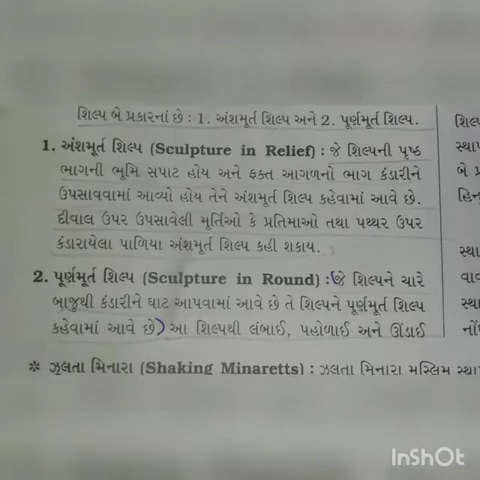 શિલ્પ બે પ્રકારનાં છે : 1. અંશમૂર્ત શિલ્પ અને 2. પૂર્ણમૂર્ત શિલ્પ.
1. અંશમૂર્ત શિલ્પ (Sculpture in Relief) : જે શિલ્પની પૃષ્ઠ
ભાગની ભૂમિ સપાટ હોય અને ફક્ત આગળનો ભાગ કંડારીને
ઉપસાવવામાં આવ્યો હોય તેને અંશમૂર્ત શિલ્પ કહેવામાં આવે છે.
દીવાલ ઉપર ઉપસાવેલી મૂર્તિઓ કે પ્રતિમાઓ તથા પથ્થર ઉપર
કંડારાયેલા પાળિયા અંશમૂર્ત શિલ્પ કહી શકાય.
2. પૂર્ણમૂર્ત શિલ્પ (Sculpture in Round) : જે શિલ્પને ચારે
બાજુથી કંડારીને ઘાટ આપવામાં આવે છે તે શિલ્પને પૂર્ણમૂર્ત શિલ્પ
કહેવામાં આવે છે) આ શિલ્પથી લંબાઈ, પહોળાઈ અને ઊંડાઈ
* ઝૂલતા મિનારા (Shaking Minaretts) : ઝૂલતા મિનારા મસ્લિમ
શિલ્પ
સ્થાપ
બે પ્ર
હિન
સ્થા
વાવ
સ્થા
નોંધ
InShOt